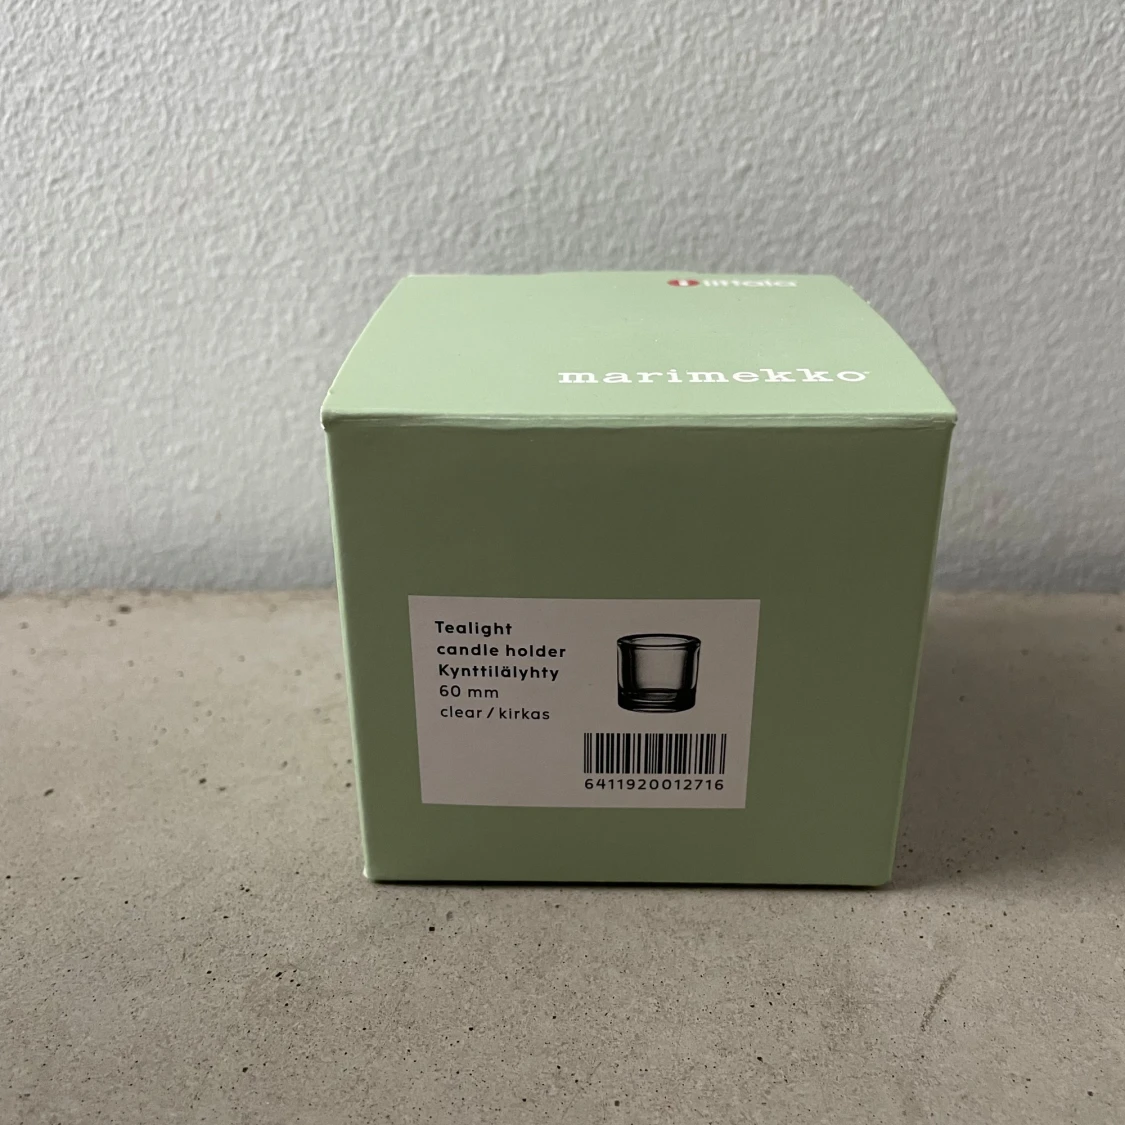 iittala
marimekko®
Tealight
candle holder
Kynttilälyhty
60 mm
clear / kirkas
6411920012716